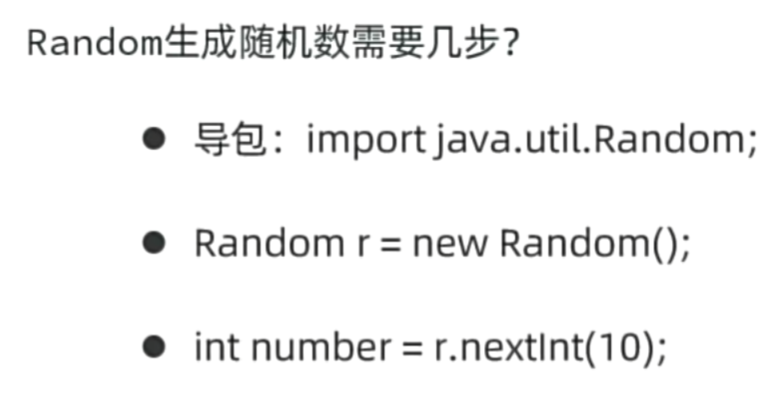 Random生成随机数需要几步？
● 导包：import java.util.Random;
● Random r = new Random();
● int number = r.nextInt(10);